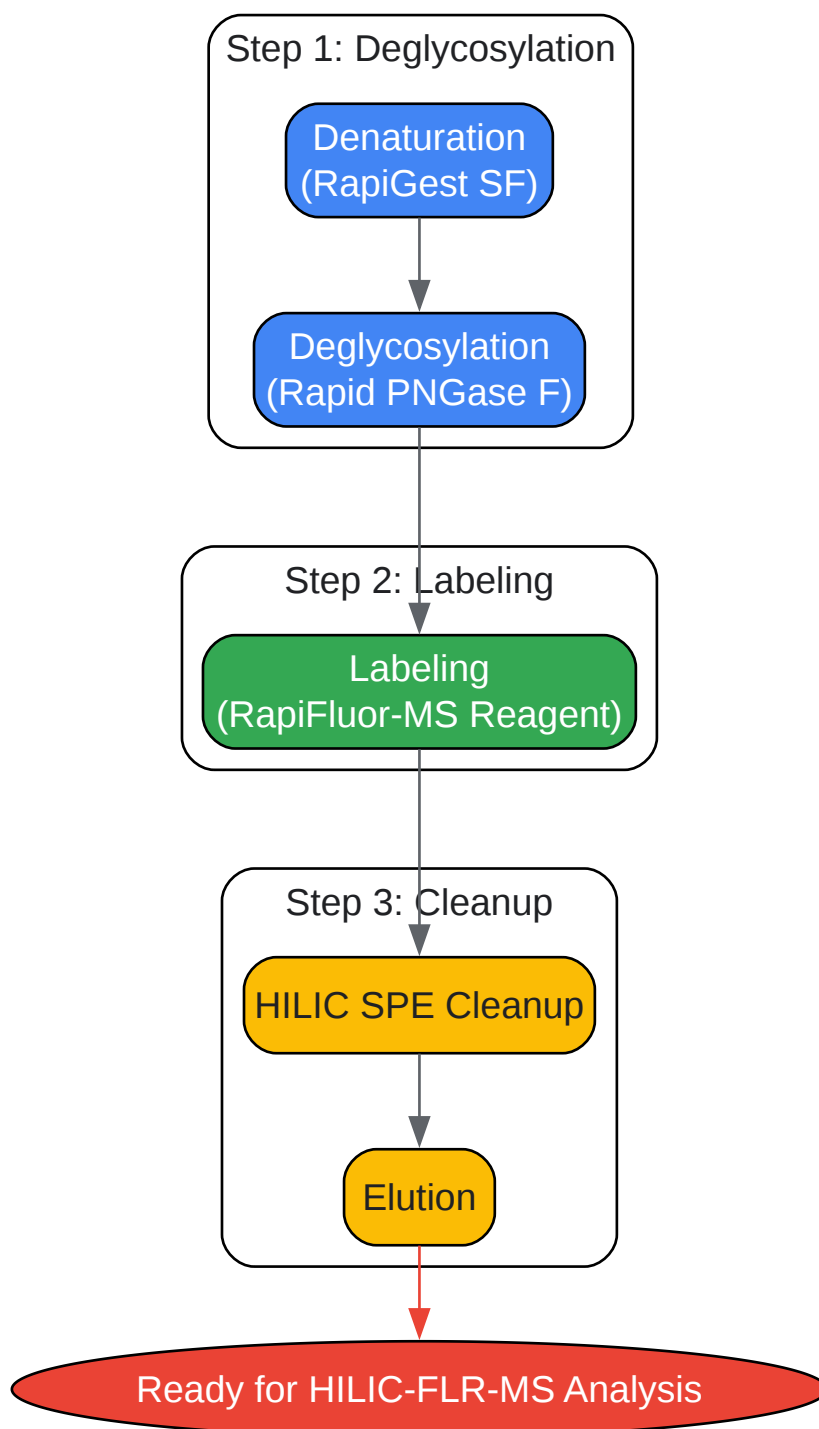 Step 1: Deglycosylation
Denaturation
(RapiGest SF)
Deglycosylation
(Rapid PNGase F)
Step 2: Labeling
Labeling
(RapiFluor-MS Reagent)
Step 3: Cleanup
HILIC SPE Cleanup
Elution
Ready for HILIC-FLR-MS Analysis